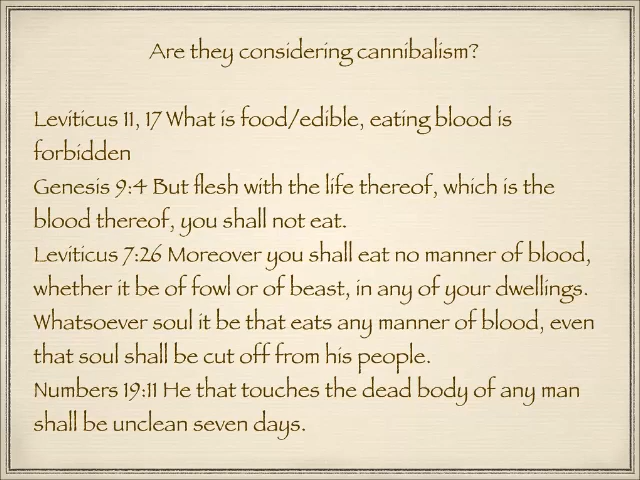 Are they considering cannibalism?
Leviticus 11, 17 What is food/edible, eating blood is
forbidden
Genesis 9:4 But flesh with the life thereof, which is the
blood thereof, you shall not eat.
Leviticus 7:26 Moreover you shall eat no manner of blood,
whether it be of fowl or of beast, in any of your dwellings.
Whatsoever soul it be that eats any manner of blood, even
that soul shall be cut off from his people.
Numbers 19:11 He that touches the dead body of any man
shall be unclean seven days.